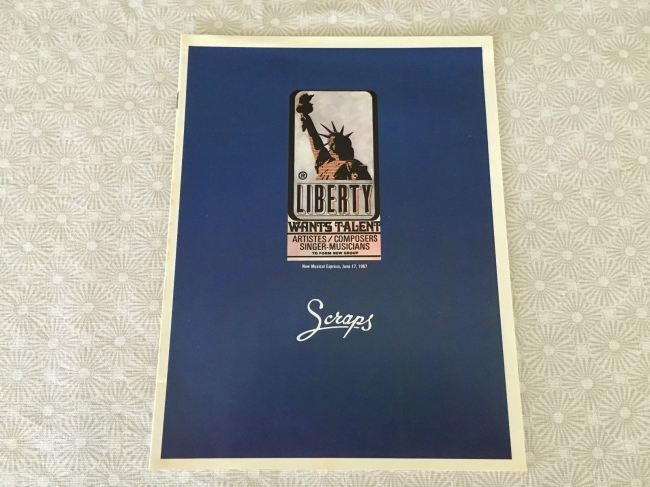 ®
LIBERTY
WANTS TALENT
ARTISTES/COMPOSERS
SINGER-MUSICIANS
TO FORM NEW GROUP
New Musical Express, June 17, 1967
Scraps